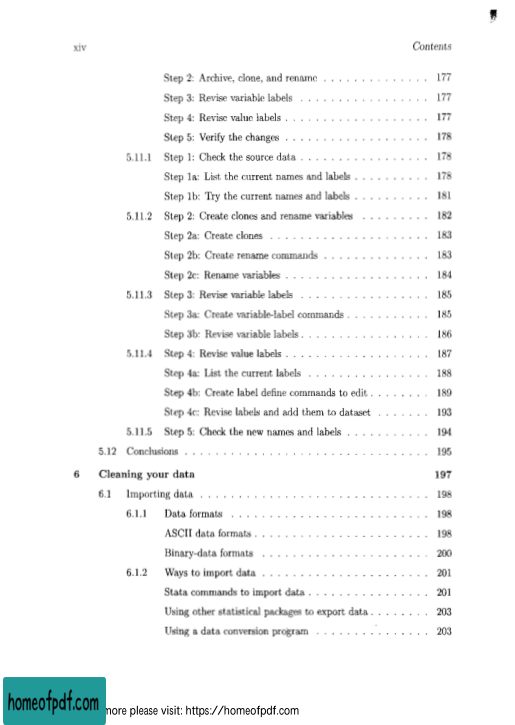 xiv Contents
Step 2: Archive, clone, and rename . . . . . . . . . . . . . . 177
Step 3: Revise variable labels . . . . . . . . . . . . . . . . . 177
Step 4: Revise value labels . . . . . . . . . . . . . . . . . . . 177
Step 5: Verify the changes . . . . . . . . . . . . . . . . . . . 178
5.11.1 Step 1: Check the source data . . . . . . . . . . . . . . . . . 178
Step 1a: List the current names and labels . . . . . . . . . . 178
Step 1b: Try the current names and labels . . . . . . . . . . 181
5.11.2 Step 2: Create clones and rename variables . . . . . . . . . 182
Step 2a: Create clones . . . . . . . . . . . . . . . . . . . . . 183
Step 2b: Create rename commands . . . . . . . . . . . . . . 183
Step 2c: Rename variables . . . . . . . . . . . . . . . . . . . 184
5.11.3 Step 3: Revise variable labels . . . . . . . . . . . . . . . . . 185
Step 3a: Create variable-label commands . . . . . . . . . . . 185
Step 3b: Revise variable labels . . . . . . . . . . . . . . . . . 186
5.11.4 Step 4: Revise value labels . . . . . . . . . . . . . . . . . . . 187
Step 4a: List the current labels . . . . . . . . . . . . . . . . 188
Step 4b: Create label define commands to edit . . . . . . . . 189
Step 4c: Revise labels and add them to dataset . . . . . . . 193
5.11.5 Step 5: Check the new names and labels . . . . . . . . . . . 194
5.12 Conclusions . . . . . . . . . . . . . . . . . . . . . . . . . . . . . . . . 195
6 Cleaning your data 197
6.1 Importing data . . . . . . . . . . . . . . . . . . . . . . . . . . . . . . 198
6.1.1 Data formats . . . . . . . . . . . . . . . . . . . . . . . . . . 198
ASCII data formats . . . . . . . . . . . . . . . . . . . . . . . 198
Binary-data formats . . . . . . . . . . . . . . . . . . . . . . 200
6.1.2 Ways to import data . . . . . . . . . . . . . . . . . . . . . . 201
Stata commands to import data . . . . . . . . . . . . . . . . 201
Using other statistical packages to export data . . . . . . . . 203
Using a data conversion program . . . . . . . . . . . . . . . 203
homeofpdf.com more please visit: https://homeofpdf.com